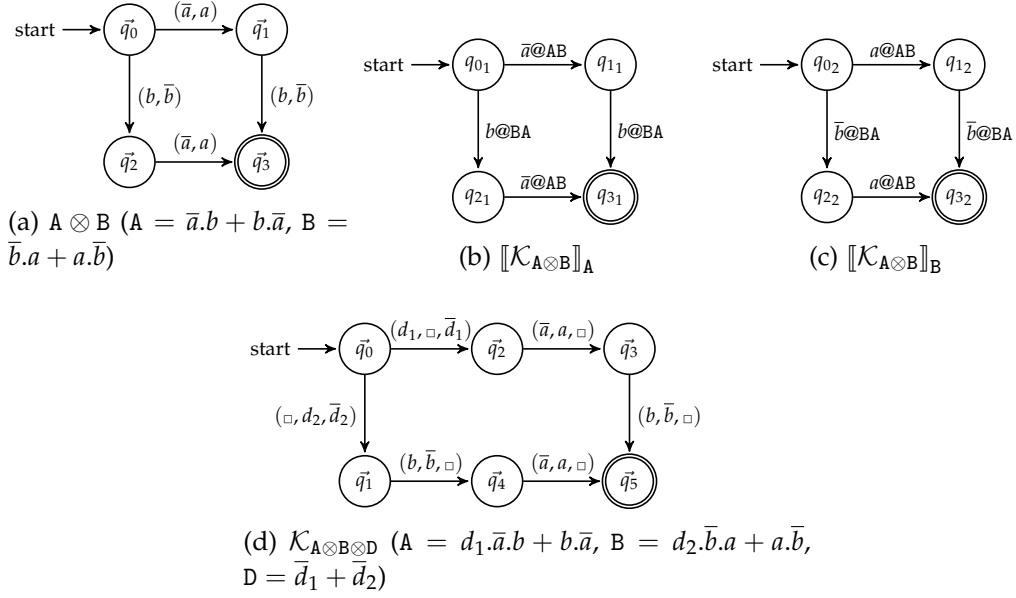 (a̅, a)
start q⃗0 q⃗1
(b, b̅) (b, b̅)
(a̅, a)
q⃗2 q⃗3
(a) A ⊗ B (A = a̅.b + b.a̅, B =
b̅.a + a.b̅)
a̅@AB
start q01 q11
b@BA b@BA
a̅@AB
q21 q31
(b) ⟦𝒦A⊗B⟧A
a@AB
start q02 q12
b̅@BA b̅@BA
a@AB
q22 q32
(c) ⟦𝒦A⊗B⟧B
(d1, □, d̅1) (a̅, a, □)
start q⃗0 q⃗2 q⃗3
(□, d2, d̅2) (b, b̅, □)
(b, b̅, □) (a̅, a, □)
q⃗1 q⃗4 q⃗5
(d) 𝒦A⊗B⊗D (A = d1.a̅.b + b.a̅, B = d2.b̅.a + a.b̅,
D = d̅1 + d̅2)